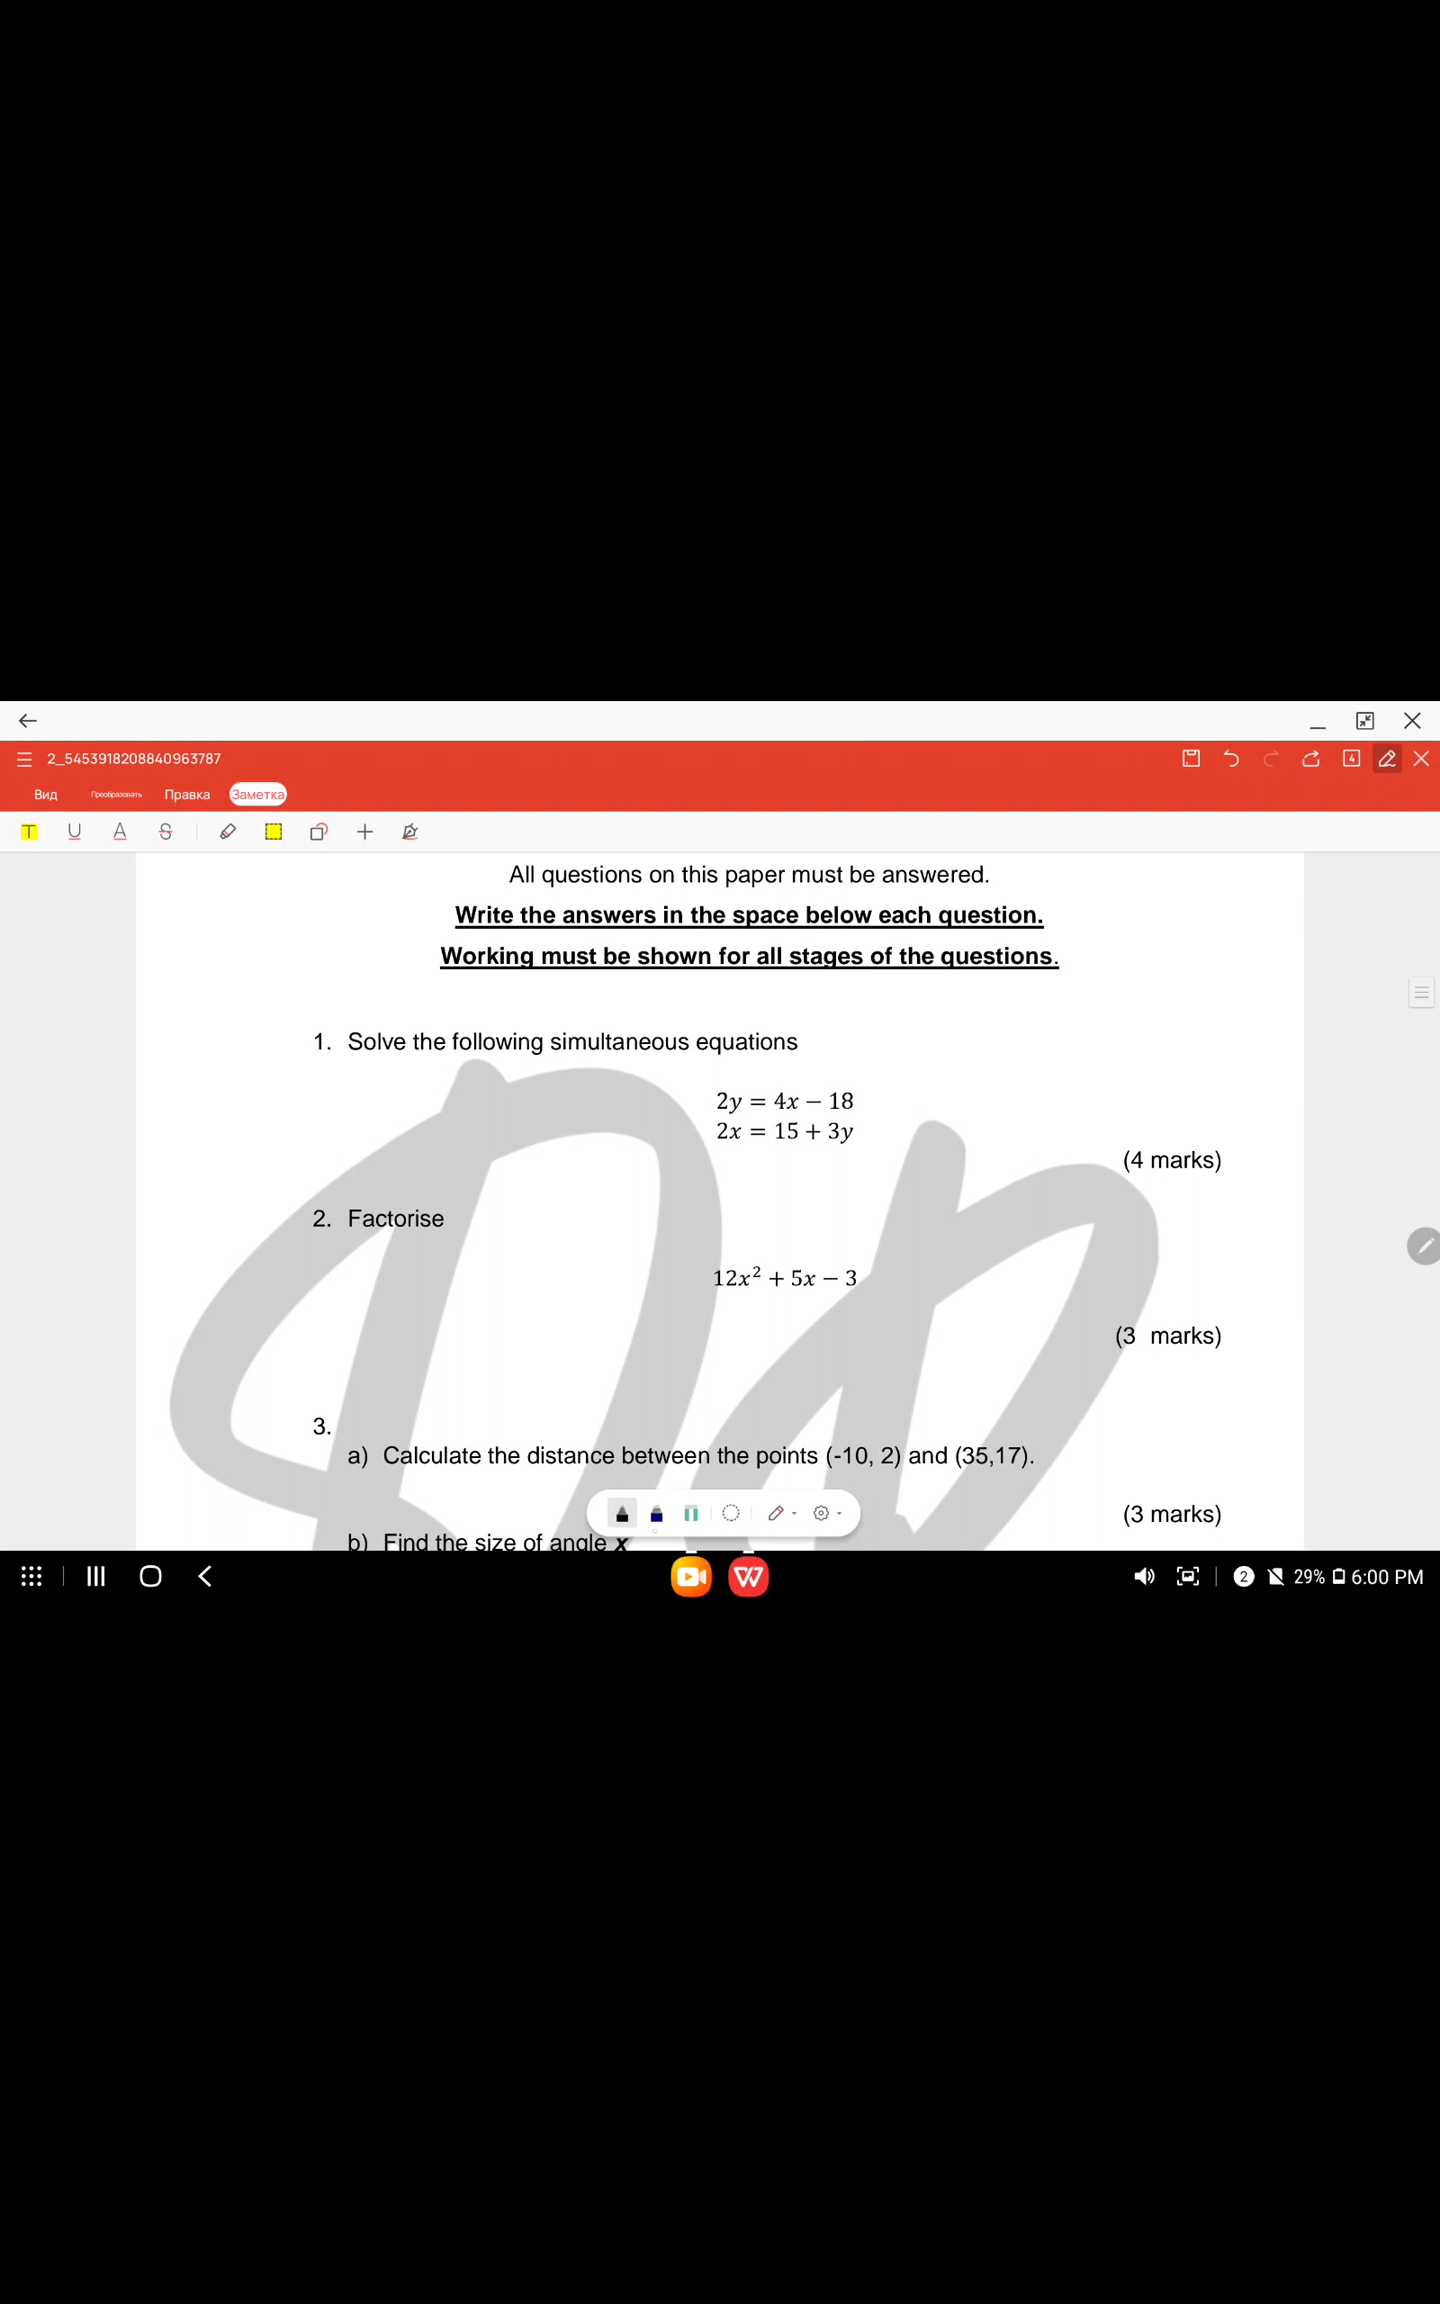 2_5453918208840963787
4
Вид Преобразовать Правка Заметка
T U A S
All questions on this paper must be answered.
Write the answers in the space below each question.
Working must be shown for all stages of the questions.
1. Solve the following simultaneous equations
2y = 4x − 18
2x = 15 + 3y
(4 marks)
2. Factorise
12x² + 5x − 3
(3 marks)
3.
a) Calculate the distance between the points (-10, 2) and (35,17).
(3 marks)
b) Find the size of angle x
2 29% 6:00 PM